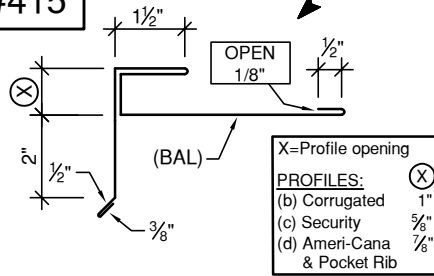 #415
1½"
OPEN
1/8"
½"
X
2"
½"
(BAL)
⅜"
X=Profile opening
PROFILES: X
(b) Corrugated 1"
(c) Security ⅝"
(d) Ameri-Cana ⅞"
& Pocket Rib